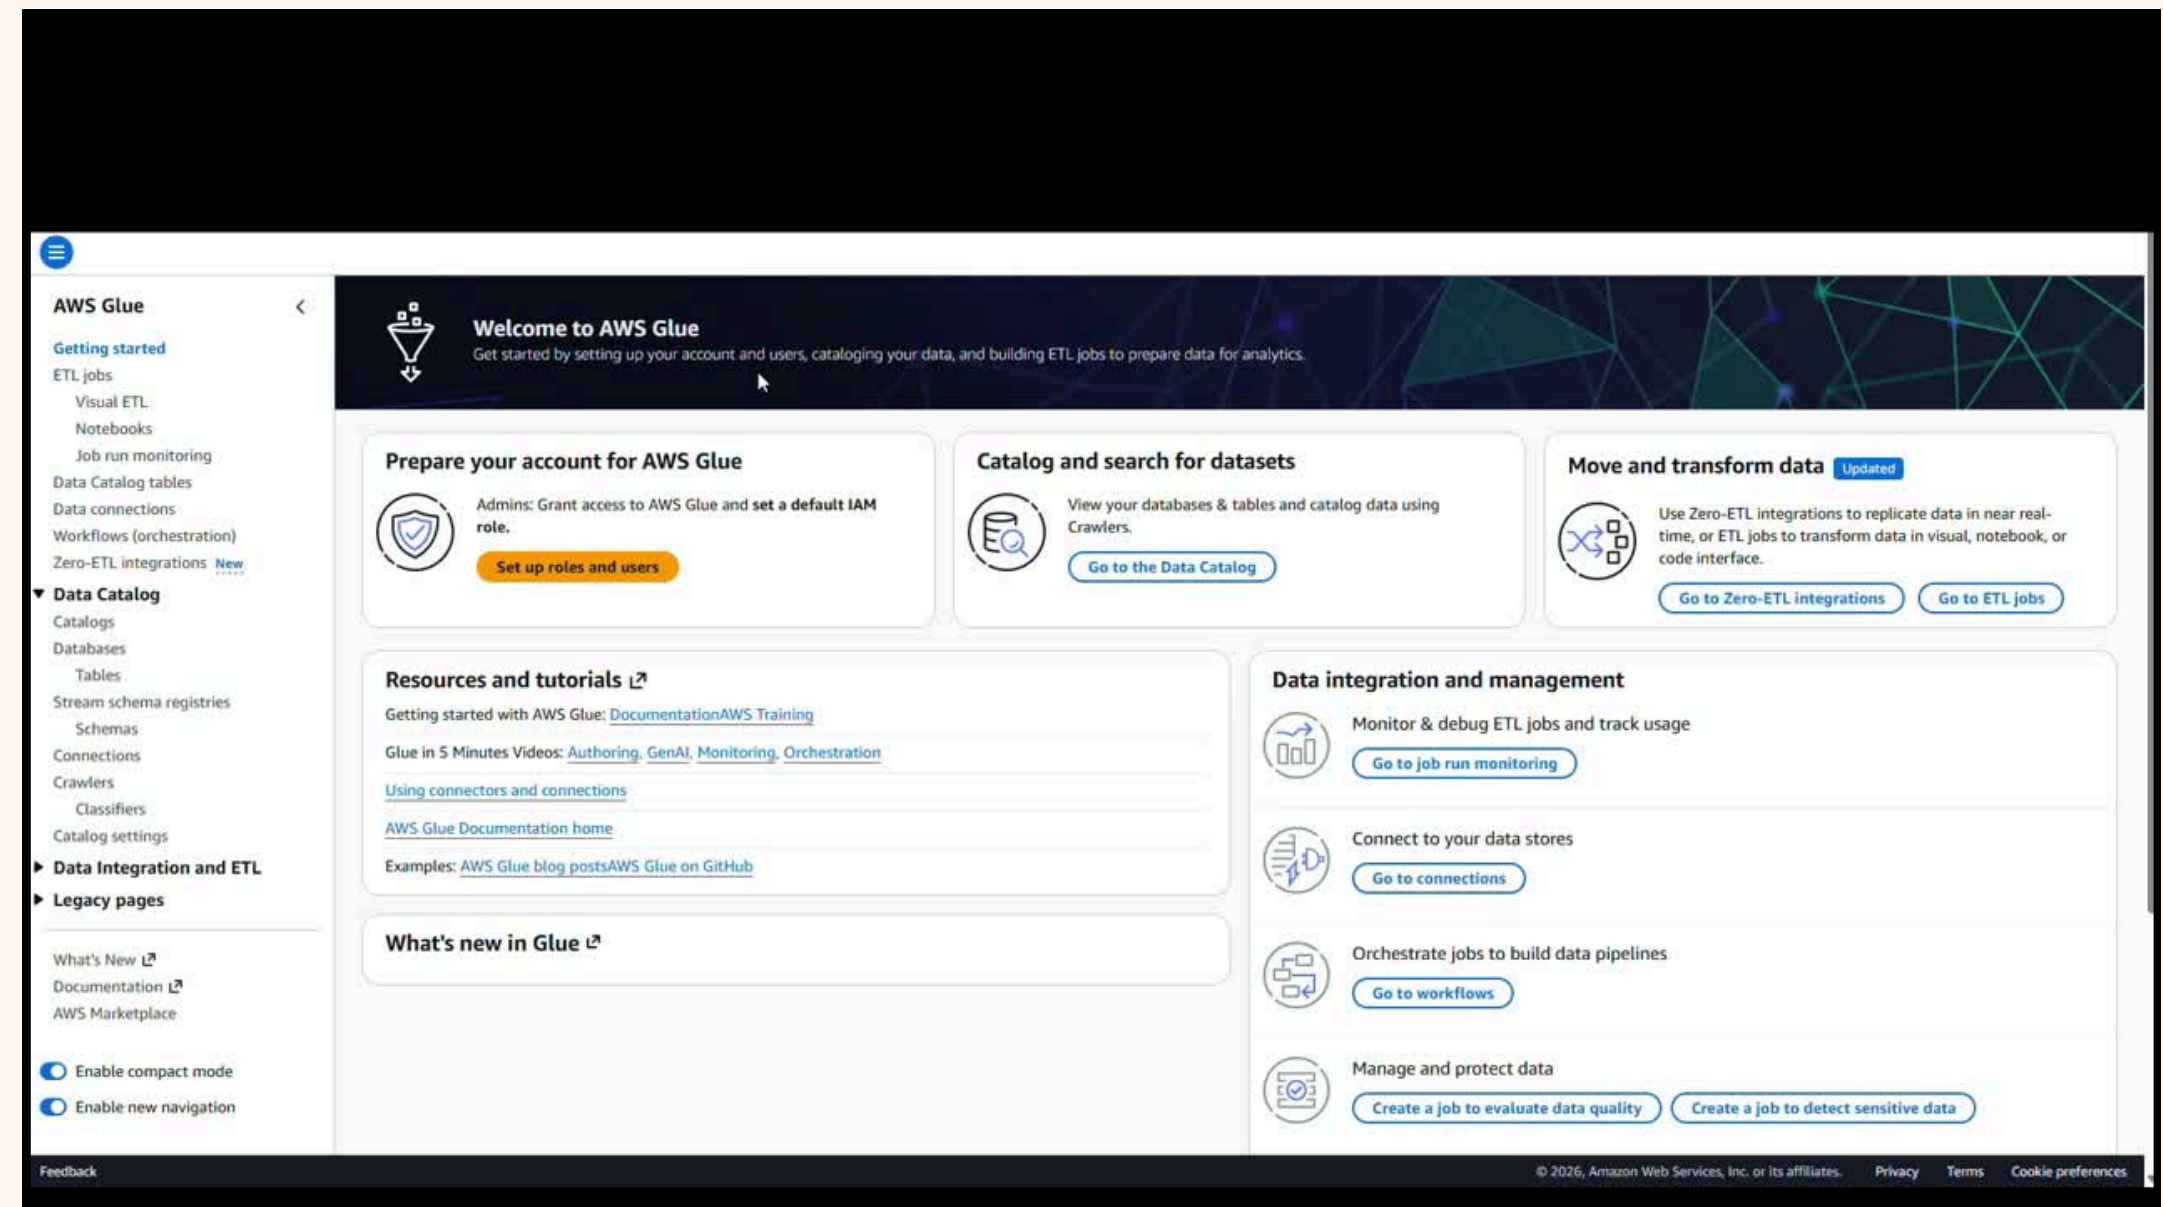 AWS Glue
Getting started
ETL jobs
Visual ETL
Notebooks
Job run monitoring
Data Catalog tables
Data connections
Workflows (orchestration)
Zero-ETL integrations New
Data Catalog
Catalogs
Databases
Tables
Stream schema registries
Schemas
Connections
Crawlers
Classifiers
Catalog settings
Data Integration and ETL
Legacy pages
What's New
Documentation
AWS Marketplace
Enable compact mode
Enable new navigation
Welcome to AWS Glue
Get started by setting up your account and users, cataloging your data, and building ETL jobs to prepare data for analytics.
Prepare your account for AWS Glue
Admins: Grant access to AWS Glue and set a default IAM
role.
Set up roles and users
Catalog and search for datasets
View your databases & tables and catalog data using
Crawlers.
Go to the Data Catalog
Move and transform data Updated
Use Zero-ETL integrations to replicate data in near real-
time, or ETL jobs to transform data in visual, notebook, or
code interface.
Go to Zero-ETL integrations Go to ETL jobs
Resources and tutorials
Getting started with AWS Glue: DocumentationAWS Training
Glue in 5 Minutes Videos: Authoring, GenAI, Monitoring, Orchestration
Using connectors and connections
AWS Glue Documentation home
Examples: AWS Glue blog postsAWS Glue on GitHub
What's new in Glue
Data integration and management
Monitor & debug ETL jobs and track usage
Go to job run monitoring
Connect to your data stores
Go to connections
Orchestrate jobs to build data pipelines
Go to workflows
Manage and protect data
Create a job to evaluate data quality Create a job to detect sensitive data
Feedback
© 2026, Amazon Web Services, Inc. or its affiliates. Privacy Terms Cookie preferences